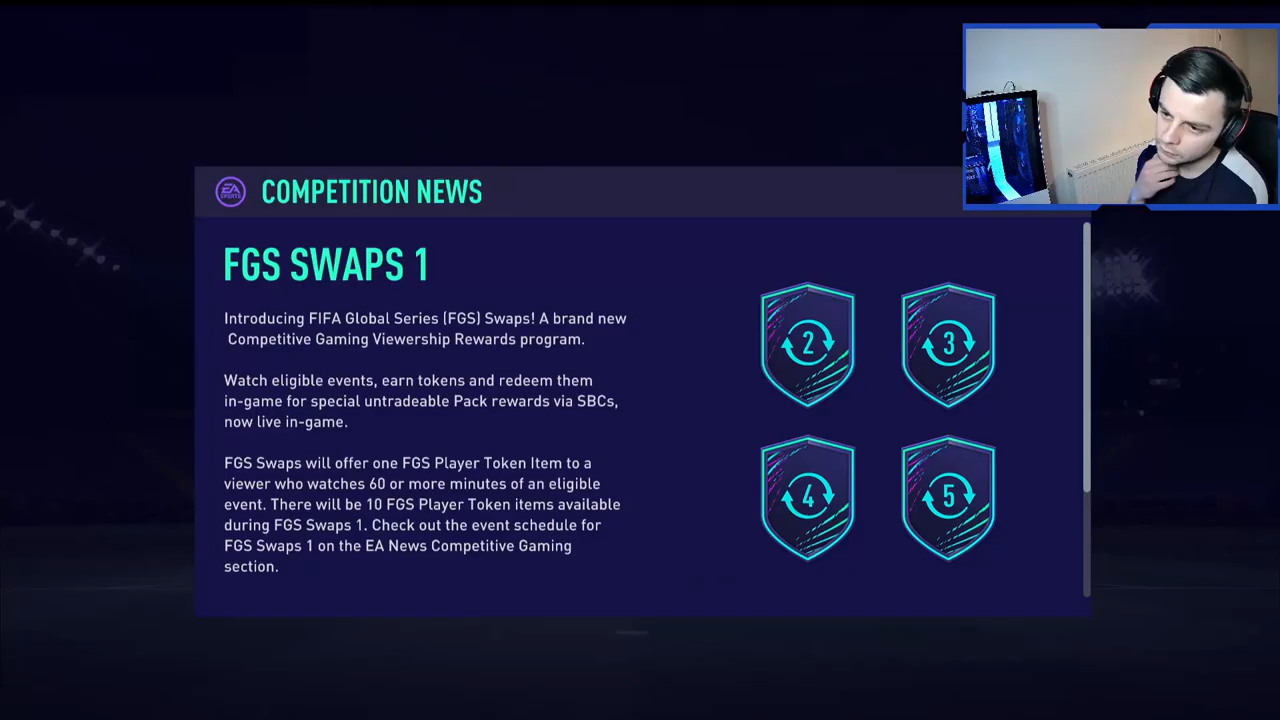 EA
SPORTS
COMPETITION NEWS
FGS SWAPS 1
Introducing FIFA Global Series (FGS) Swaps! A brand new
Competitive Gaming Viewership Rewards program.
Watch eligible events, earn tokens and redeem them
in-game for special untradeable Pack rewards via SBCs,
now live in-game.
FGS Swaps will offer one FGS Player Token Item to a
viewer who watches 60 or more minutes of an eligible
event. There will be 10 FGS Player Token items available
during FGS Swaps 1. Check out the event schedule for
FGS Swaps 1 on the EA News Competitive Gaming
section.
2
3
4
5